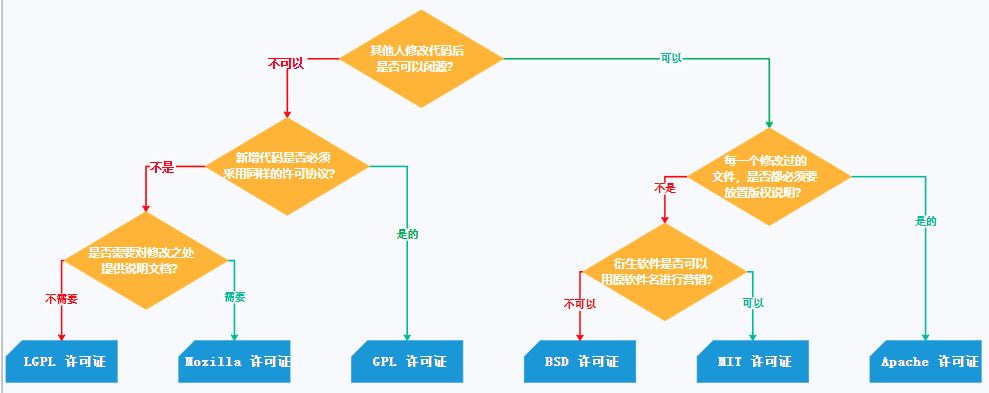 其他人修改代码后
是否可以闭源?
不可以
可以
新增代码是否必须
采用同样的许可协议?
每一个修改过的
文件，是否都必须要
放置版权说明?
不是
是的
不是
是的
是否需要对修改之处
提供说明文档?
衍生软件是否可以
用原软件名进行营销?
不需要
需要
不可以
可以
LGPL 许可证
Mozilla 许可证
GPL 许可证
BSD 许可证
MIT 许可证
Apache 许可证